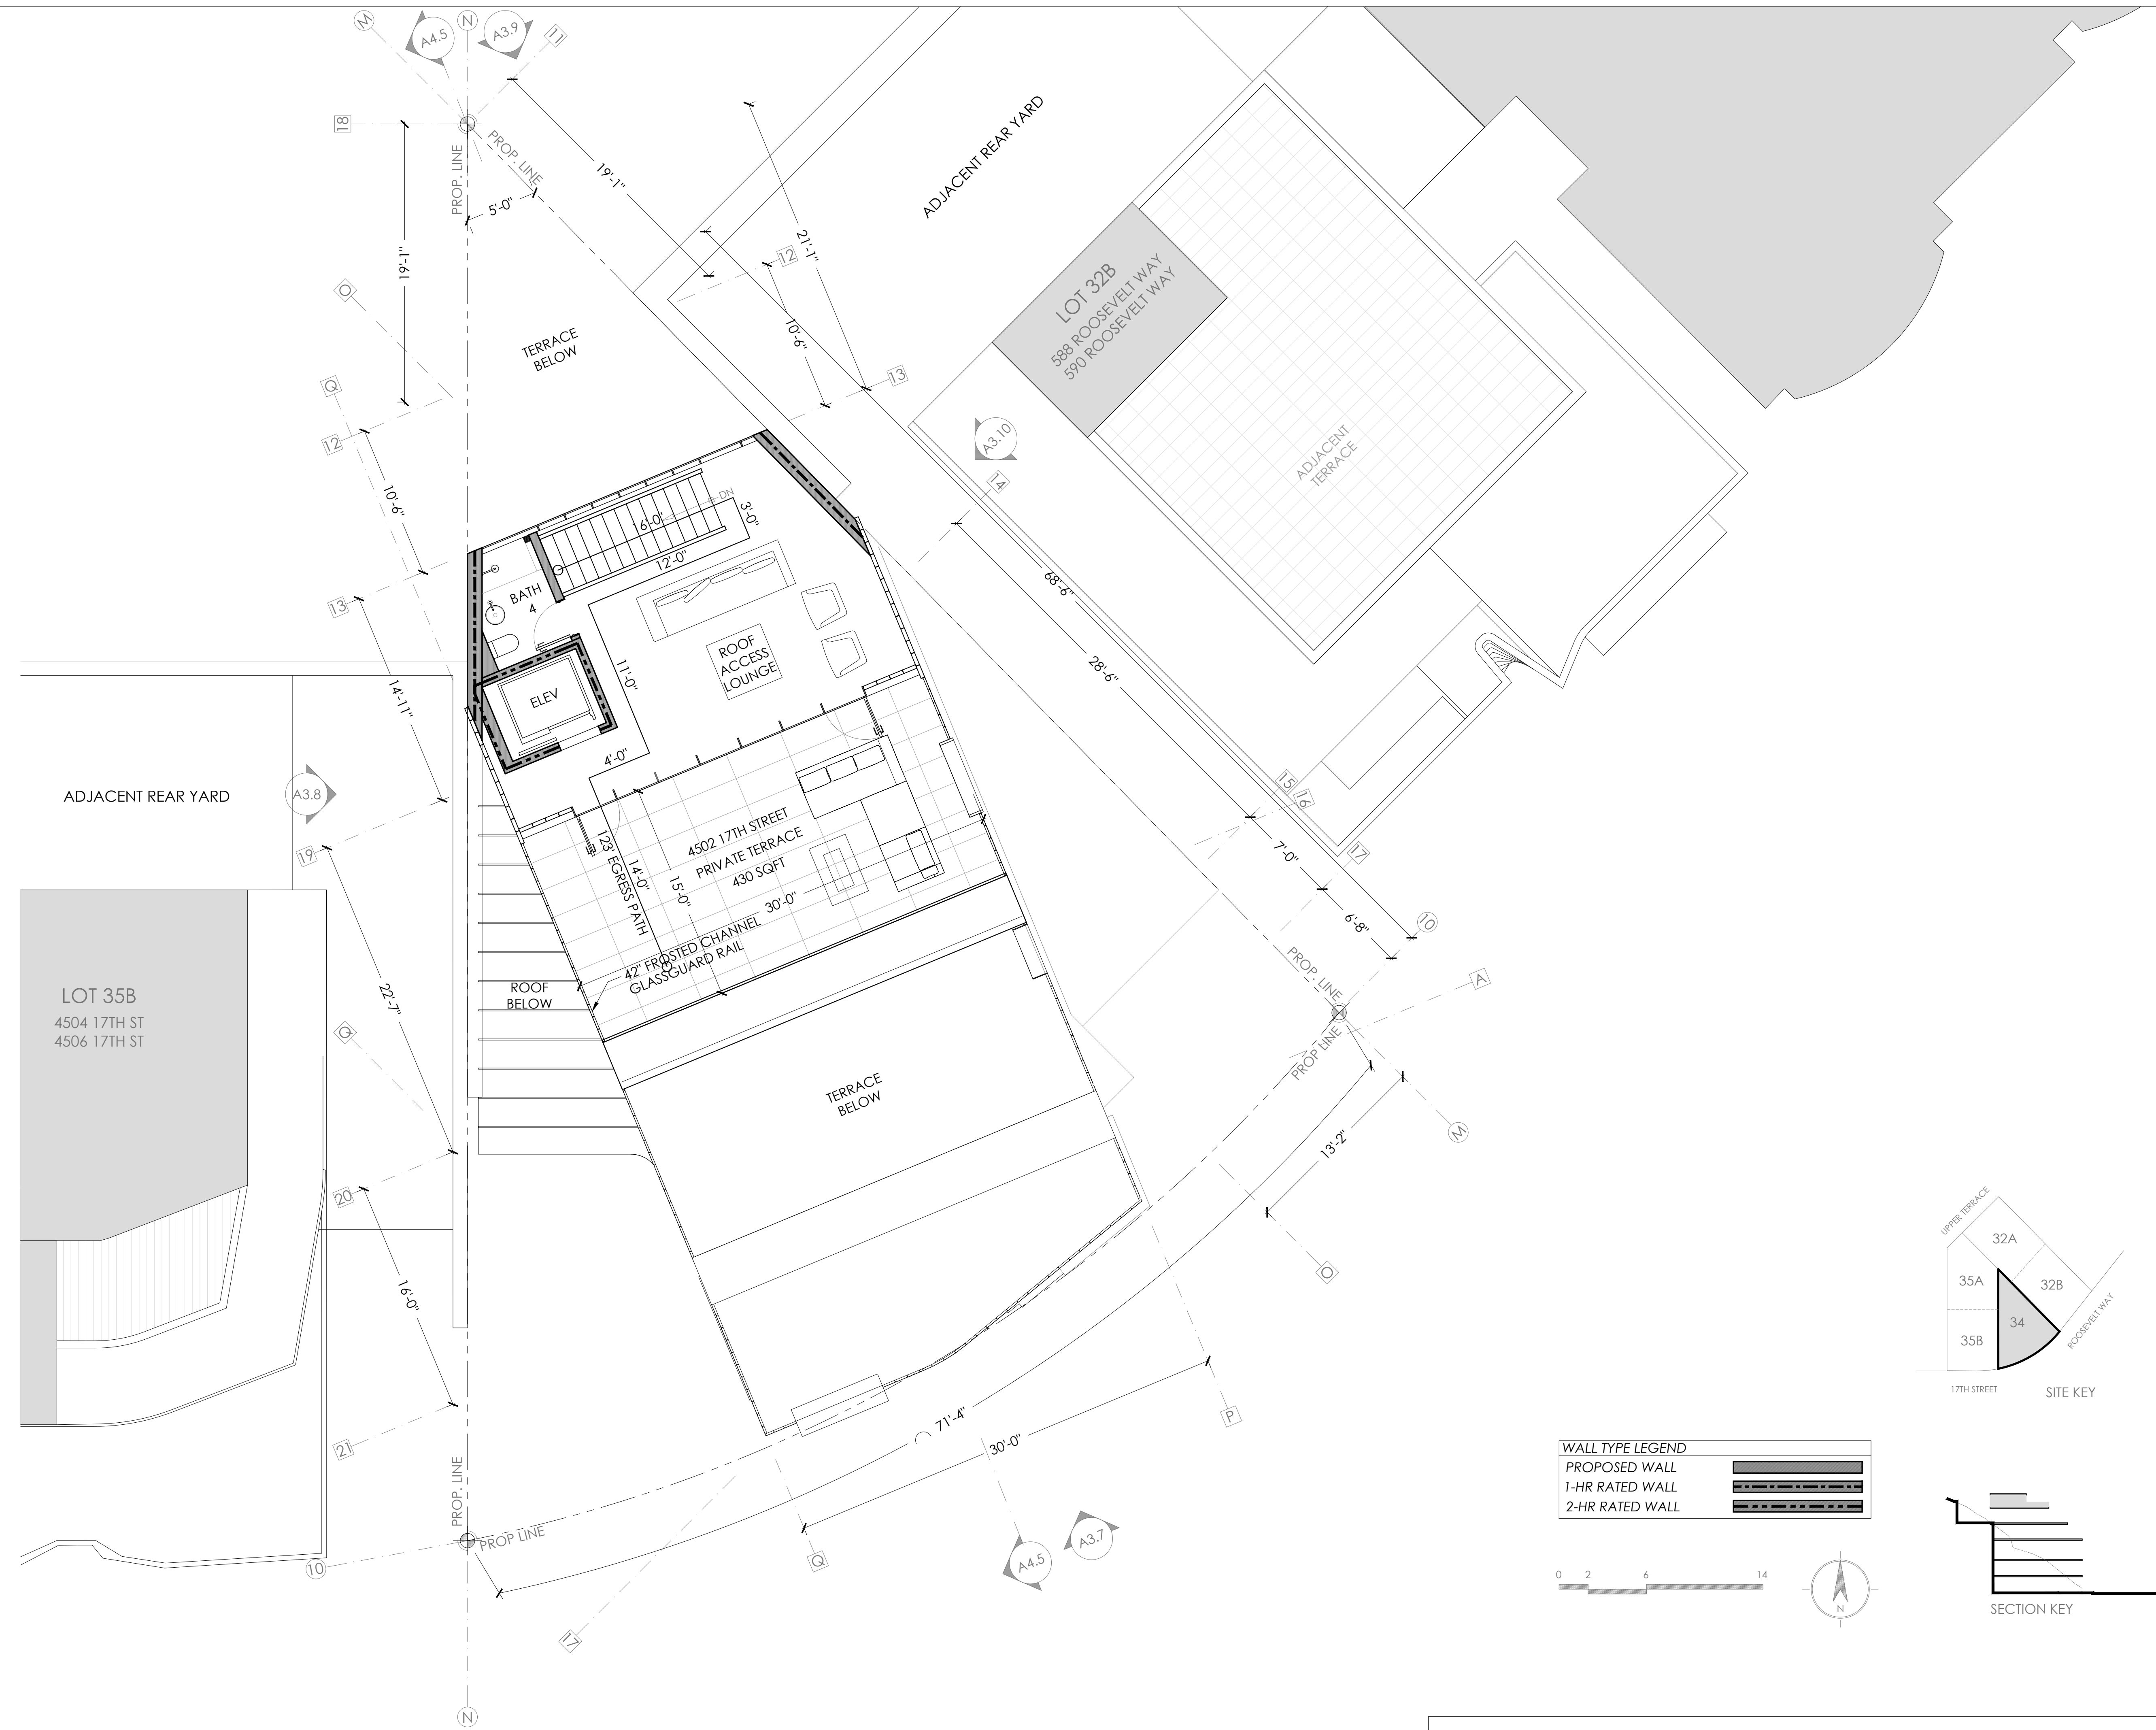 M
A4.5
N
A3.9
11
18
PROP. LINE
PROP. LINE
5'-0"
19'-1"
19'-1"
21'-1"
12
10'-6"
13
ADJACENT REAR YARD
LOT 32B
588 ROOSEVELT WAY
590 ROOSEVELT WAY
ADJACENT
TERRACE
A3.10
14
O
Q
12
10'-6"
13
14'-11"
TERRACE
BELOW
DN
16'-0"
3'-0"
12'-0"
BATH
4
ROOF
ACCESS
LOUNGE
11'-0"
ELEV
4'-0"
68'-6"
28'-6"
ADJACENT REAR YARD
A3.8
19
22'-7"
4502 17TH STREET
PRIVATE TERRACE
430 SQFT
123' EGRESS PATH
14'-0"
15'-0"
30'-0"
42" FROSTED CHANNEL
GLASSGUARD RAIL
ROOF
BELOW
15
16
7'-0"
17
6'-8"
10
PROP. LINE
PROP LINE
A
M
13'-2"
O
LOT 35B
4504 17TH ST
4506 17TH ST
Q
20
16'-0"
21
TERRACE
BELOW
71'-4"
30'-0"
P
PROP. LINE
PROP LINE
10
17
Q
A4.5
A3.7
N
UPPER TERRACE
32A
35A
32B
34
35B
ROOSEVELT WAY
17TH STREET
SITE KEY
WALL TYPE LEGEND
PROPOSED WALL
1-HR RATED WALL
2-HR RATED WALL
0 2 6 14
N
SECTION KEY